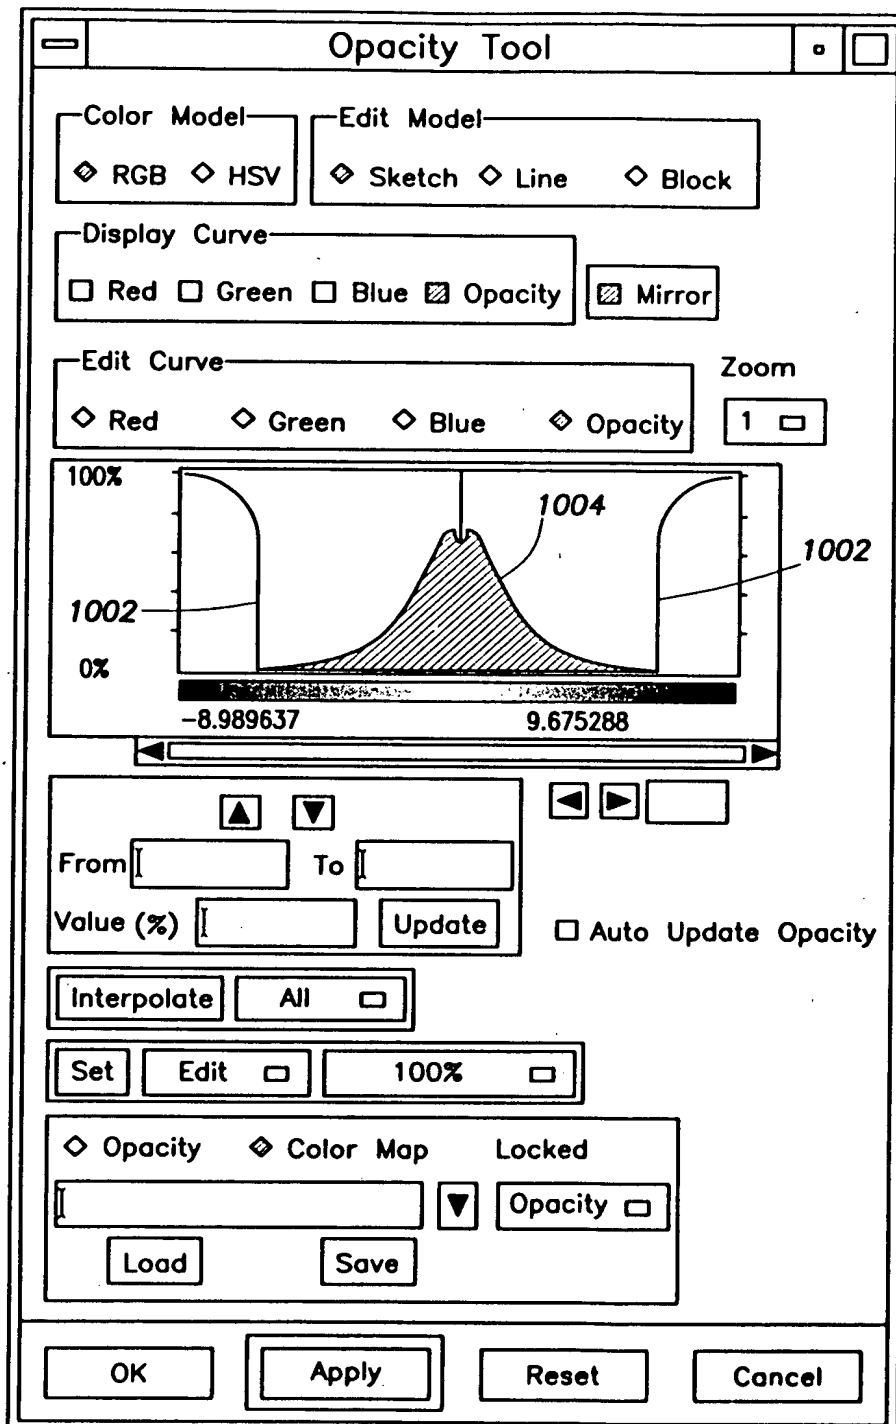 Opacity Tool
Color Model
Edit Model
RGB HSV
Sketch Line Block
Display Curve
Red Green Blue Opacity
Mirror
Edit Curve
Zoom
Red Green Blue Opacity
1
100%
1004
1002
1002
0%
-8.989637 9.675288
From To
Value (%) Update
Auto Update Opacity
Interpolate All
Set Edit 100%
Opacity Color Map Locked
Opacity
Load Save
OK Apply Reset Cancel